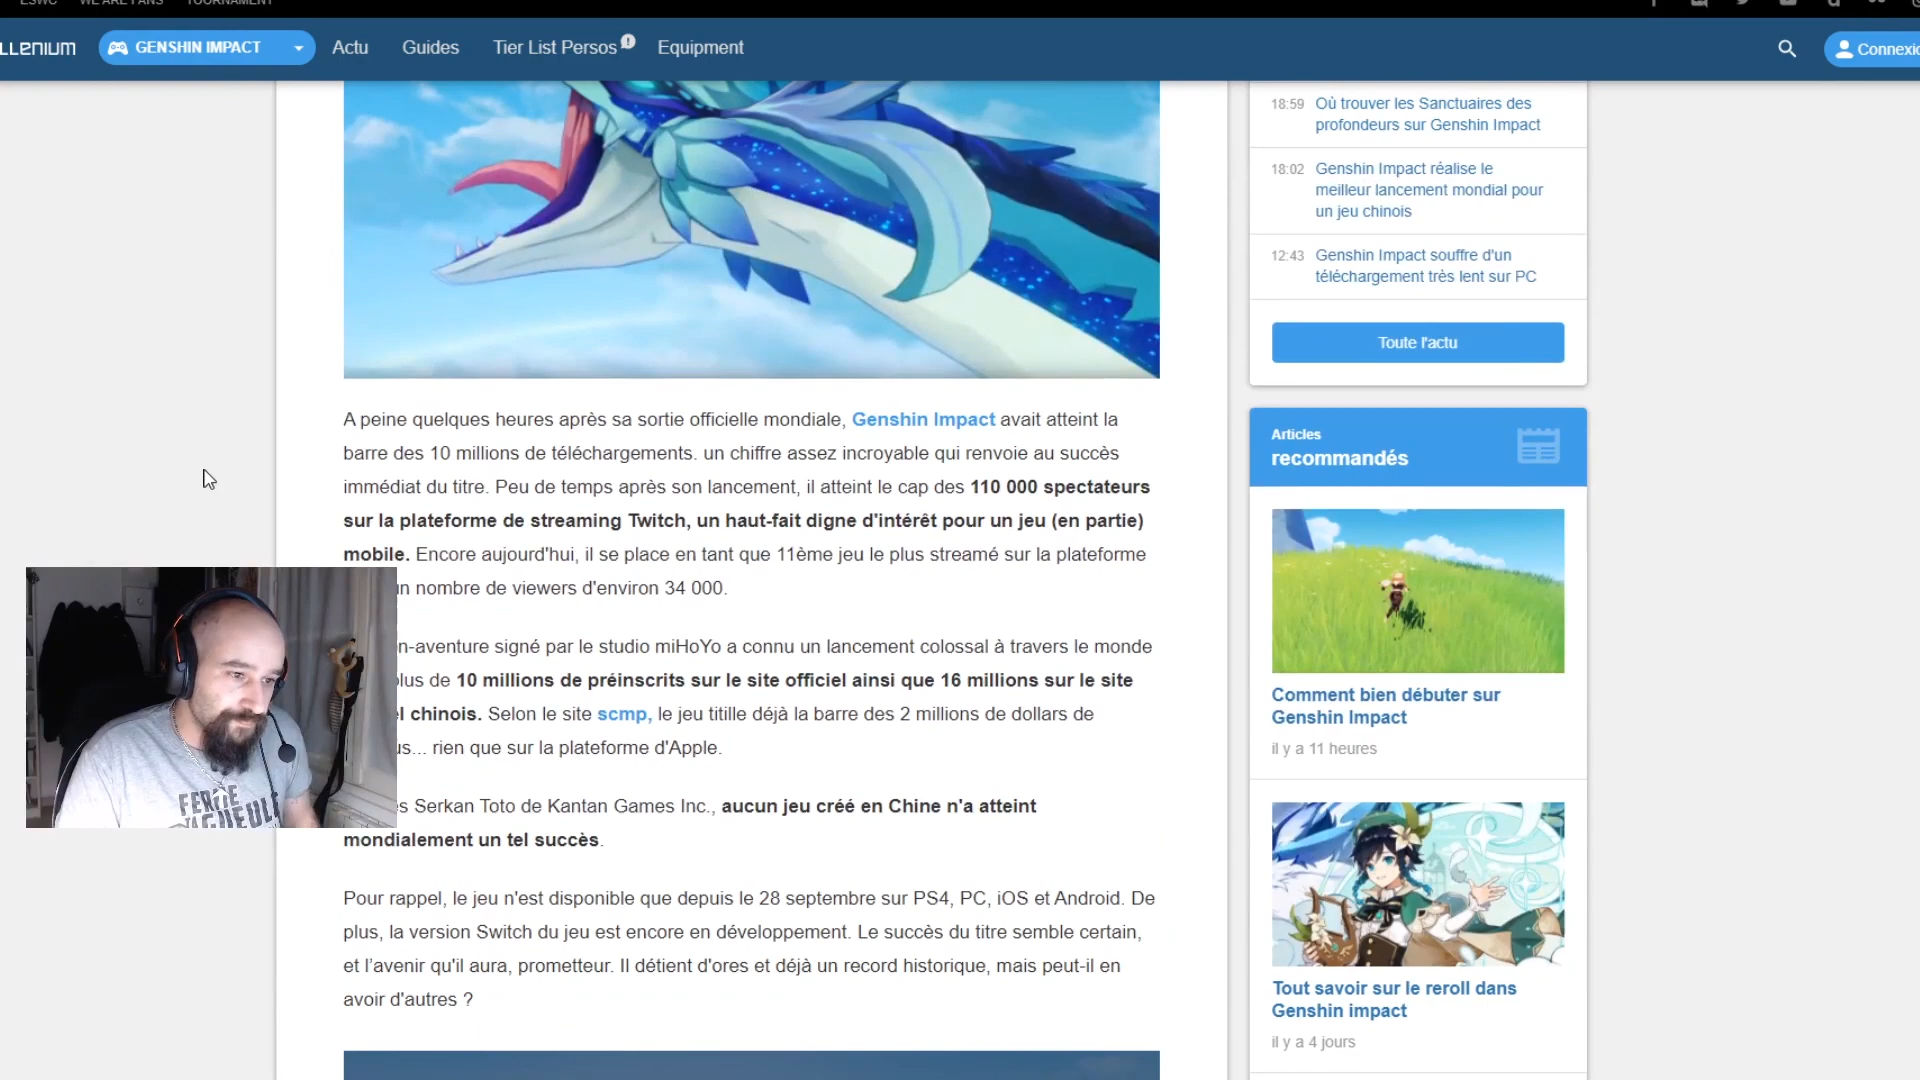 ESWC WE ARE FANS TOURNAMENT
LLENIUM GENSHIN IMPACT Actu Guides Tier List Persos ! Equipment Connexio
18:59 Où trouver les Sanctuaires des
profondeurs sur Genshin Impact
18:02 Genshin Impact réalise le
meilleur lancement mondial pour
un jeu chinois
12:43 Genshin Impact souffre d'un
téléchargement très lent sur PC
Toute l'actu
A peine quelques heures après sa sortie officielle mondiale, Genshin Impact avait atteint la
barre des 10 millions de téléchargements. un chiffre assez incroyable qui renvoie au succès
immédiat du titre. Peu de temps après son lancement, il atteint le cap des 110 000 spectateurs
sur la plateforme de streaming Twitch, un haut-fait digne d'intérêt pour un jeu (en partie)
mobile. Encore aujourd'hui, il se place en tant que 11ème jeu le plus streamé sur la plateforme
n nombre de viewers d'environ 34 000.
n-aventure signé par le studio miHoYo a connu un lancement colossal à travers le monde
lus de 10 millions de préinscrits sur le site officiel ainsi que 16 millions sur le site
l chinois. Selon le site scmp, le jeu titille déjà la barre des 2 millions de dollars de
us... rien que sur la plateforme d'Apple.
s Serkan Toto de Kantan Games Inc., aucun jeu créé en Chine n'a atteint
mondialement un tel succès.
Pour rappel, le jeu n'est disponible que depuis le 28 septembre sur PS4, PC, iOS et Android. De
plus, la version Switch du jeu est encore en développement. Le succès du titre semble certain,
et l'avenir qu'il aura, prometteur. Il détient d'ores et déjà un record historique, mais peut-il en
avoir d'autres ?
Articles
recommandés
Comment bien débuter sur
Genshin Impact
il y a 11 heures
Tout savoir sur le reroll dans
Genshin impact
il y a 4 jours
FERME
TA GUEULE